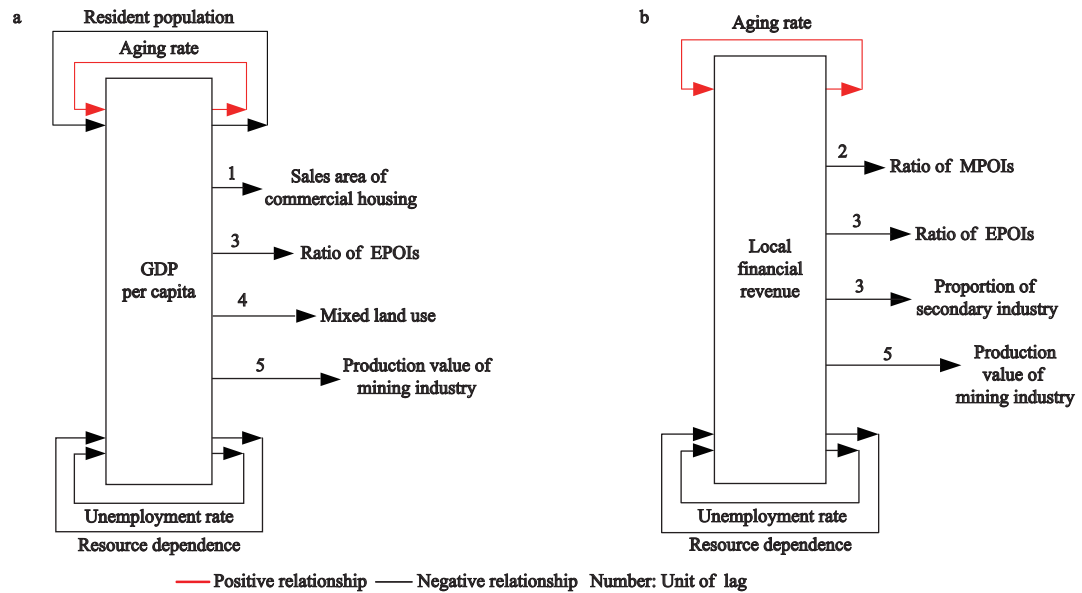 a
Resident population
Aging rate
1
Sales area of
commercial housing
3
Ratio of EPOIs
GDP
per capita
4
Mixed land use
5
Production value of
mining industry
Unemployment rate
Resource dependence
b
Aging rate
2
Ratio of MPOIs
3
Ratio of EPOIs
Local
financial
revenue
3
Proportion of
secondary industry
5
Production
value of
mining industry
Unemployment rate
Resource dependence
Positive relationship Negative relationship Number: Unit of lag